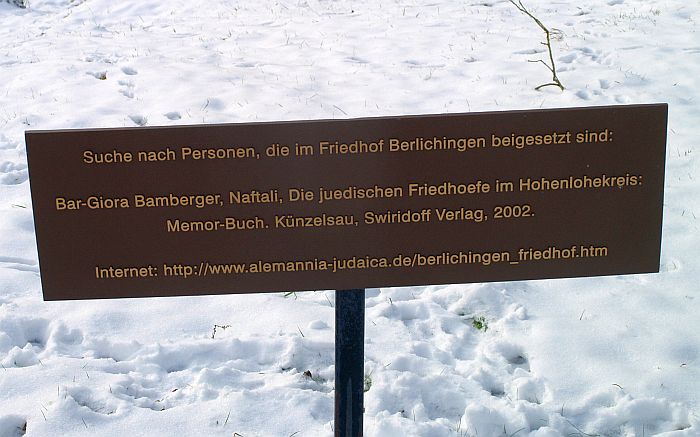 Suche nach Personen, die im Friedhof Berlichingen beigesetzt sind:
Bar-Giora Bamberger, Naftali, Die juedischen Friedhoefe im Hohenlohekreis:
Memor-Buch. Künzelsau, Swiridoff Verlag, 2002.
Internet: http://www.alemannia-judaica.de/berlichingen_friedhof.htm